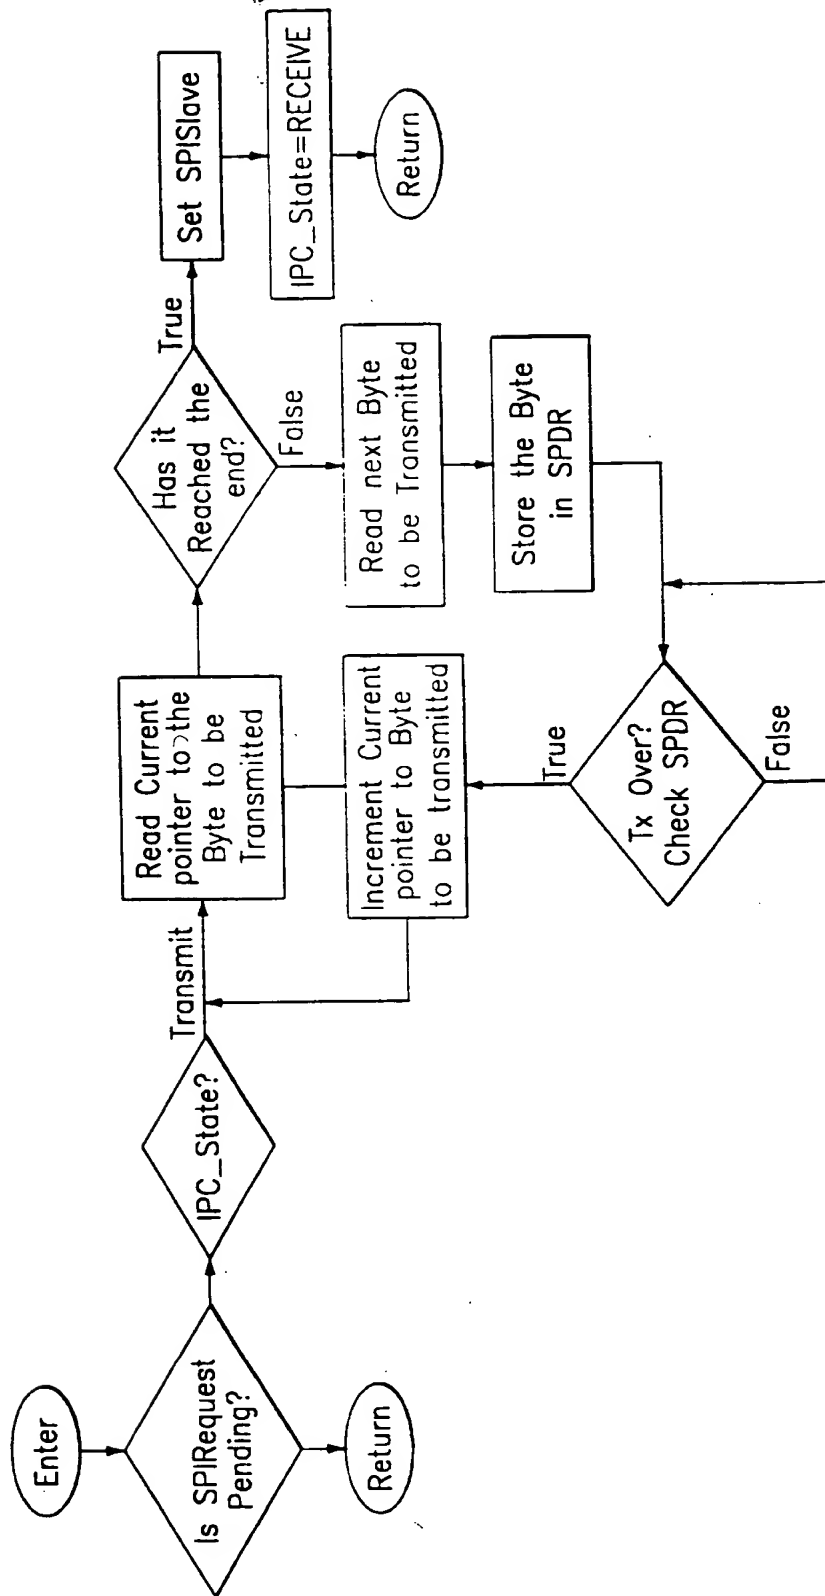 Enter
Is SPIRequest
Pending?
Return
IPC_State?
Transmit
Read Current
pointer to the
Byte to be
Transmitted
Has it
Reached the
end?
True
Set SPISlave
IPC_State=RECEIVE
Return
False
Read next Byte
to be Transmitted
Store the Byte
in SPDR
Tx Over?
Check SPDR
True
False
Increment Current
pointer to Byte
to be transmitted